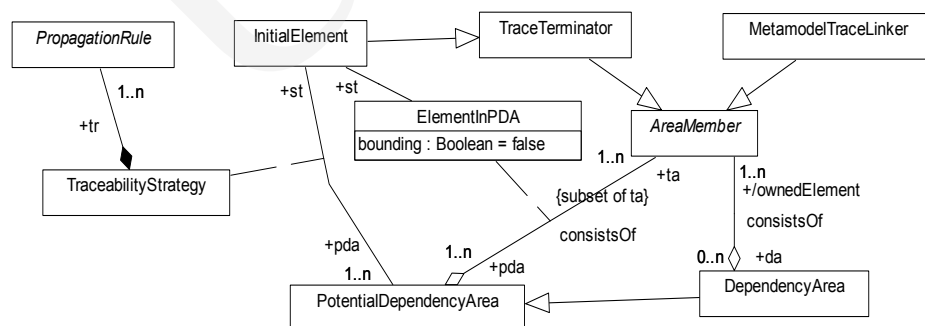 PropagationRule
InitialElement
TraceTerminator
MetamodelTraceLinker
1..n
+tr
+st
+st
ElementInPDA
bounding : Boolean = false
AreaMember
TraceabilityStrategy
1..n
+ta
{subset of ta}
consistsOf
1..n
+/ownedElement
consistsOf
+pda
1..n
1..n
+pda
0..n
+da
PotentialDependencyArea
DependencyArea